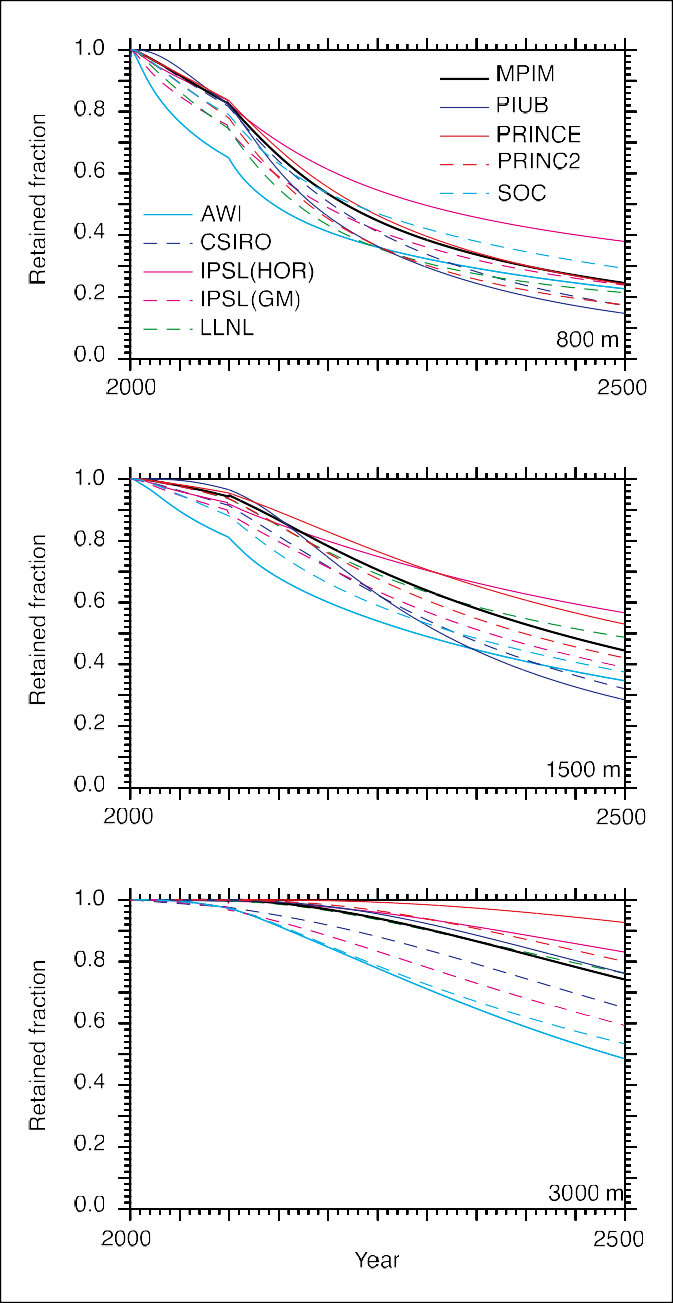 1.0
0.8
0.6
0.4
0.2
0.0
Retained fraction
MPIM
PIUB
PRINCE
PRINC2
SOC
AWI
CSIRO
IPSL(HOR)
IPSL(GM)
LLNL
800 m
2000
2500
1.0
0.8
0.6
0.4
0.2
0.0
Retained fraction
1500 m
2000
2500
1.0
0.8
0.6
0.4
0.2
0.0
Retained fraction
3000 m
2000
2500
Year